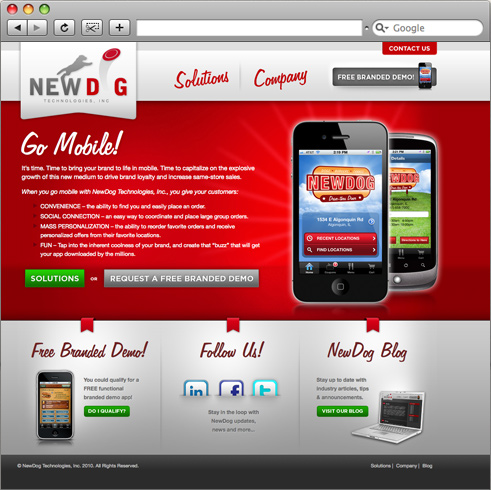 Google
CONTACT US
NEWDOG
TECHNOLOGIES, INC
Solutions
Company
FREE BRANDED DEMO!
Go Mobile!
It's time. Time to bring your brand to life in mobile. Time to capitalize on the explosive
growth of this new medium to drive brand loyalty and increase same-store sales.
When you go mobile with NewDog Technologies, Inc., you give your customers:
CONVENIENCE – the ability to find you and easily place an order.
SOCIAL CONNECTION – an easy way to coordinate and place large group orders.
MASS PERSONALIZATION – the ability to reorder favorite orders and receive
personalized offers from their favorite locations.
FUN – Tap into the inherent coolness of your brand, and create that "buzz" that will get
your app downloaded by the millions.
SOLUTIONS
OR
REQUEST A FREE BRANDED DEMO
NEWDOG
1534 E Algonquin Rd
Algonquin, IL
RECENT LOCATIONS
FIND LOCATIONS
Details
Free Branded Demo!
You could qualify for a
FREE functional
branded demo app!
DO I QUALIFY?
Follow Us!
in
f
t
Stay in the loop with
NewDog updates,
news and more...
NewDog Blog
Stay up to date with
industry articles, tips
& announcements.
VISIT OUR BLOG
© NewDog Technologies, Inc. 2010. All Rights Reserved.
Solutions | Company | Blog